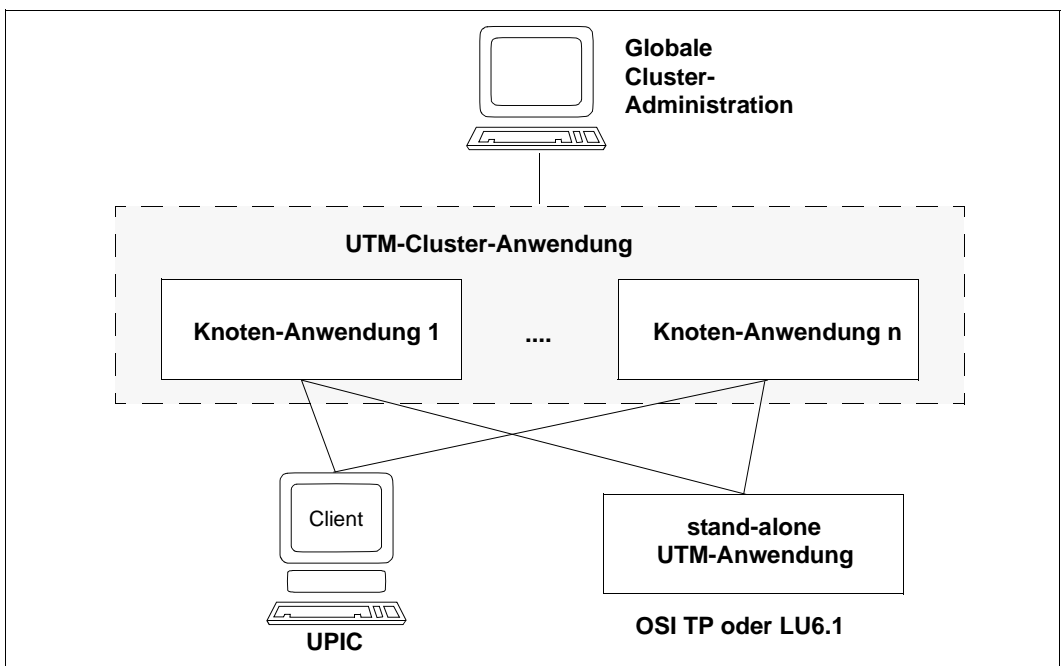 Globale
Cluster-
Administration
UTM-Cluster-Anwendung
Knoten-Anwendung 1
....
Knoten-Anwendung n
Client
stand-alone
UTM-Anwendung
UPIC
OSI TP oder LU6.1